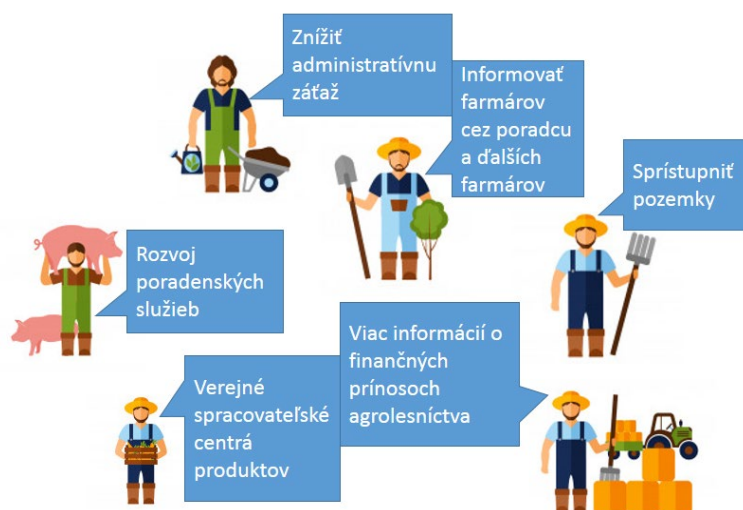 Znížiť
administratívnu
záťaž
Informovať
farmárov
cez poradcu
a ďalších
farmárov
Sprístupniť
pozemky
Rozvoj
poradenských
služieb
Viac informácií o
finančných
prínosoch
agrolesníctva
Verejné
spracovateľské
centrá
produktov